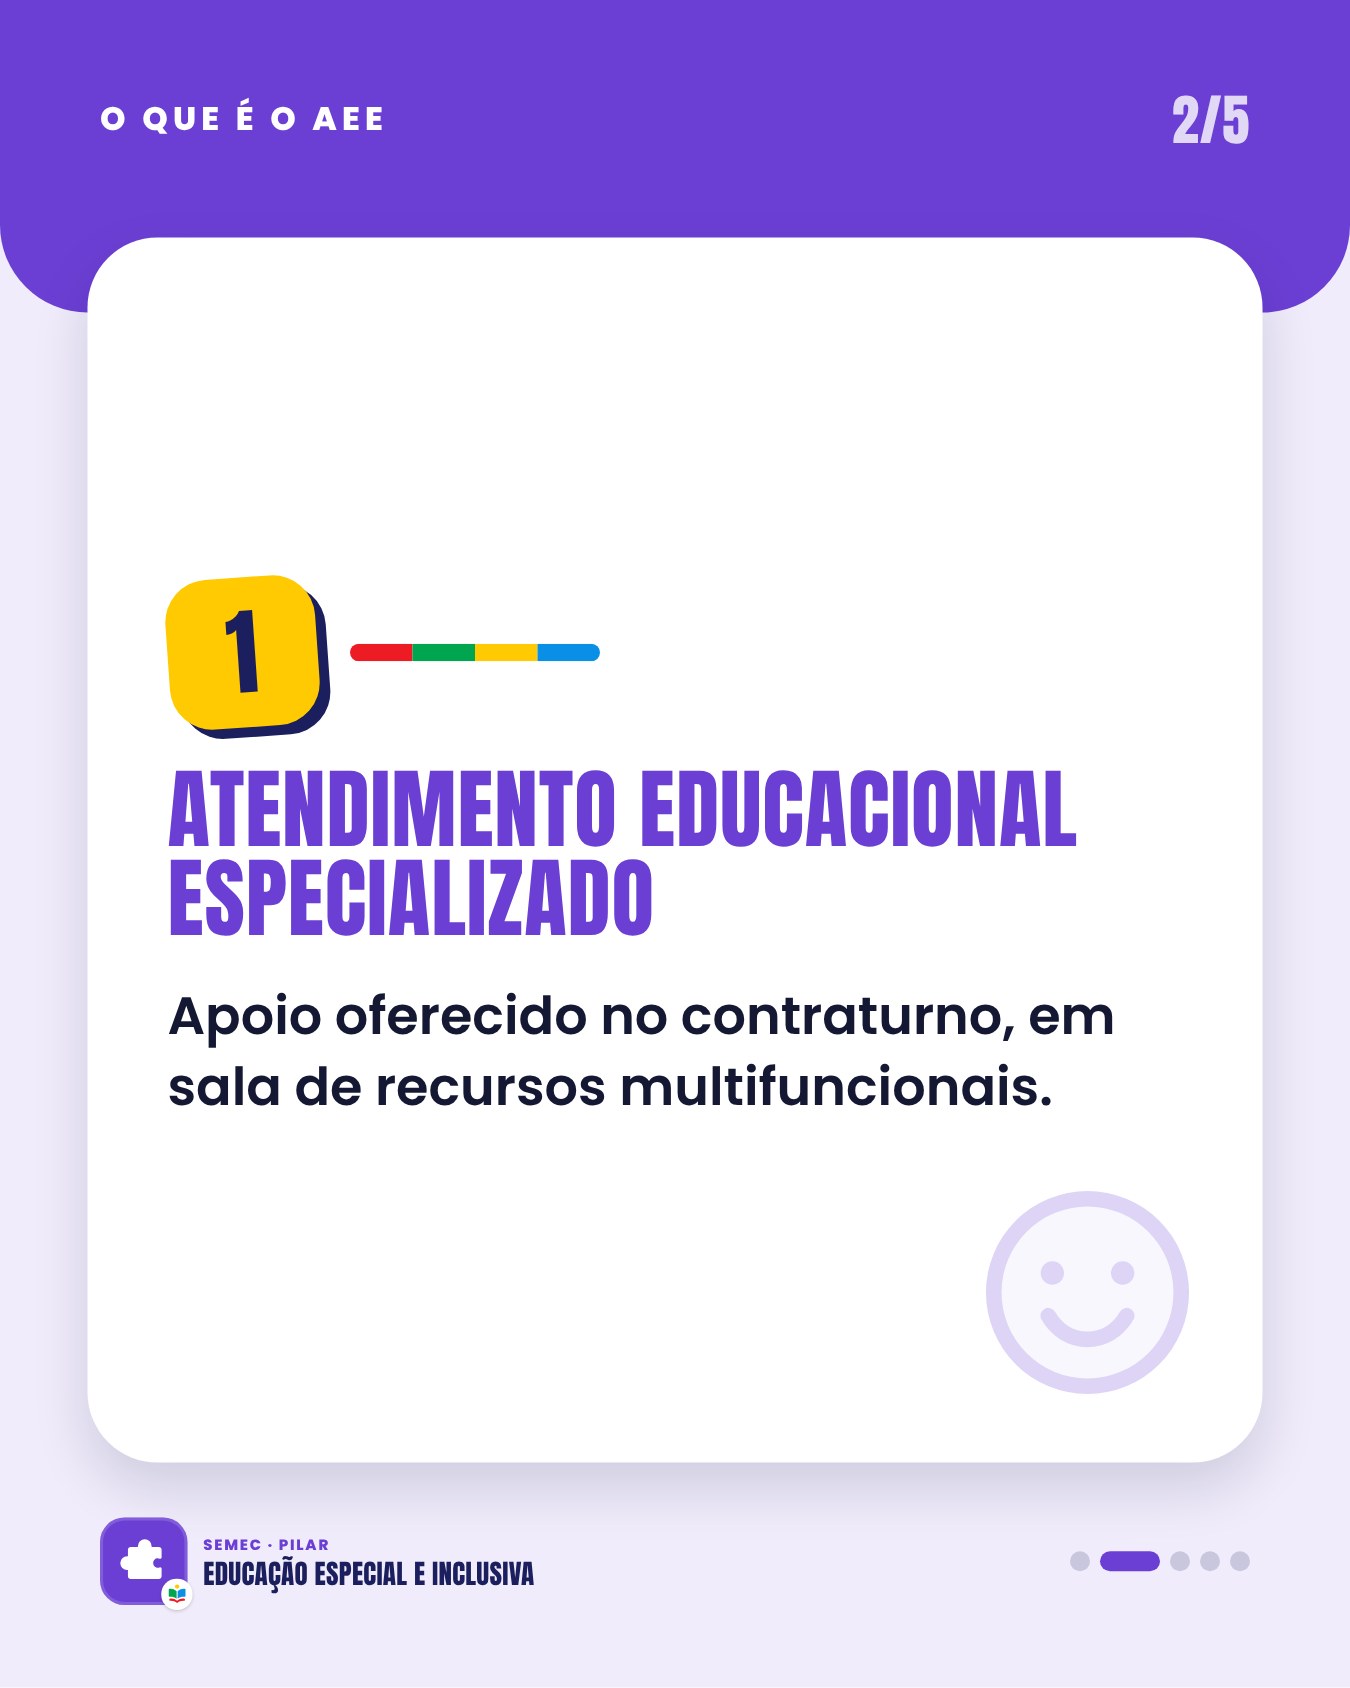 O QUE É O AEE
2/5
1
ATENDIMENTO EDUCACIONAL
ESPECIALIZADO
Apoio oferecido no contraturno, em
sala de recursos multifuncionais.
SEMEC · PILAR
EDUCAÇÃO ESPECIAL E INCLUSIVA